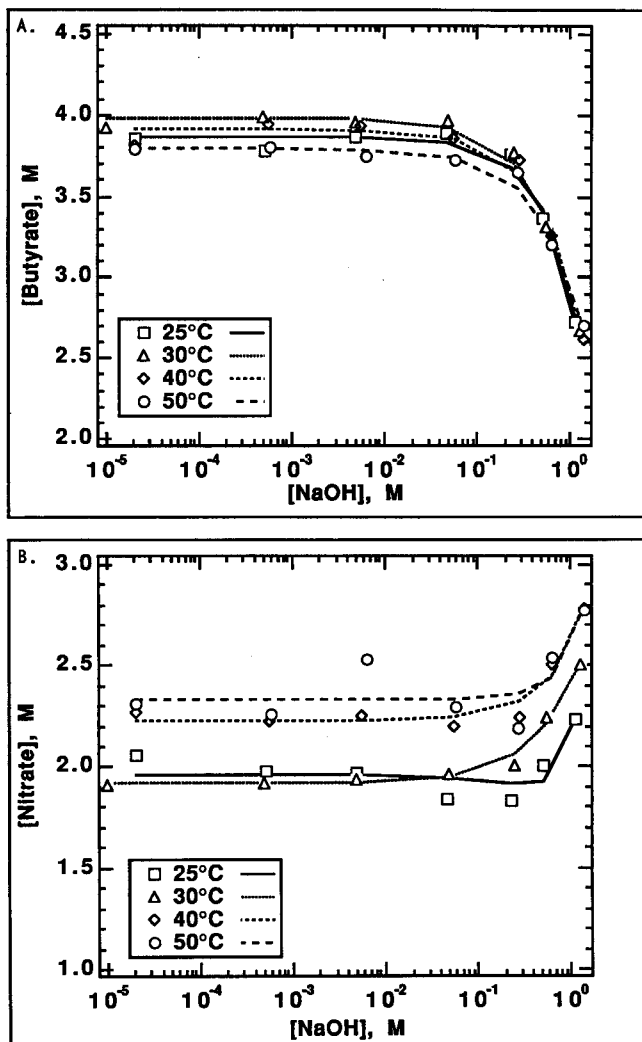 A.
4.5
4.0
3.5
3.0
2.5
2.0
[Butyrate], M
25°C
30°C
40°C
50°C
10⁻⁵ 10⁻⁴ 10⁻³ 10⁻² 10⁻¹ 10⁰
[NaOH], M
B.
3.0
2.5
2.0
1.5
1.0
[Nitrate], M
25°C
30°C
40°C
50°C
10⁻⁵ 10⁻⁴ 10⁻³ 10⁻² 10⁻¹ 10⁰
[NaOH], M